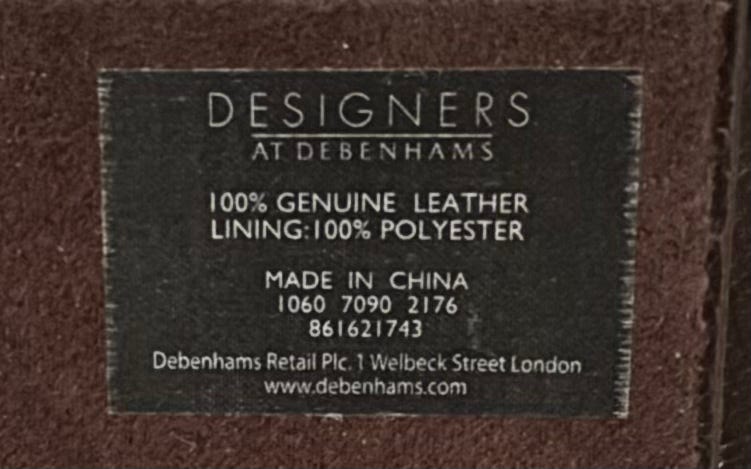 DESIGNERS
AT DEBENHAMS
100% GENUINE LEATHER
LINING:100% POLYESTER
MADE IN CHINA
1060 7090 2176
861621743
Debenhams Retail Plc. 1 Welbeck Street London
www.debenhams.com